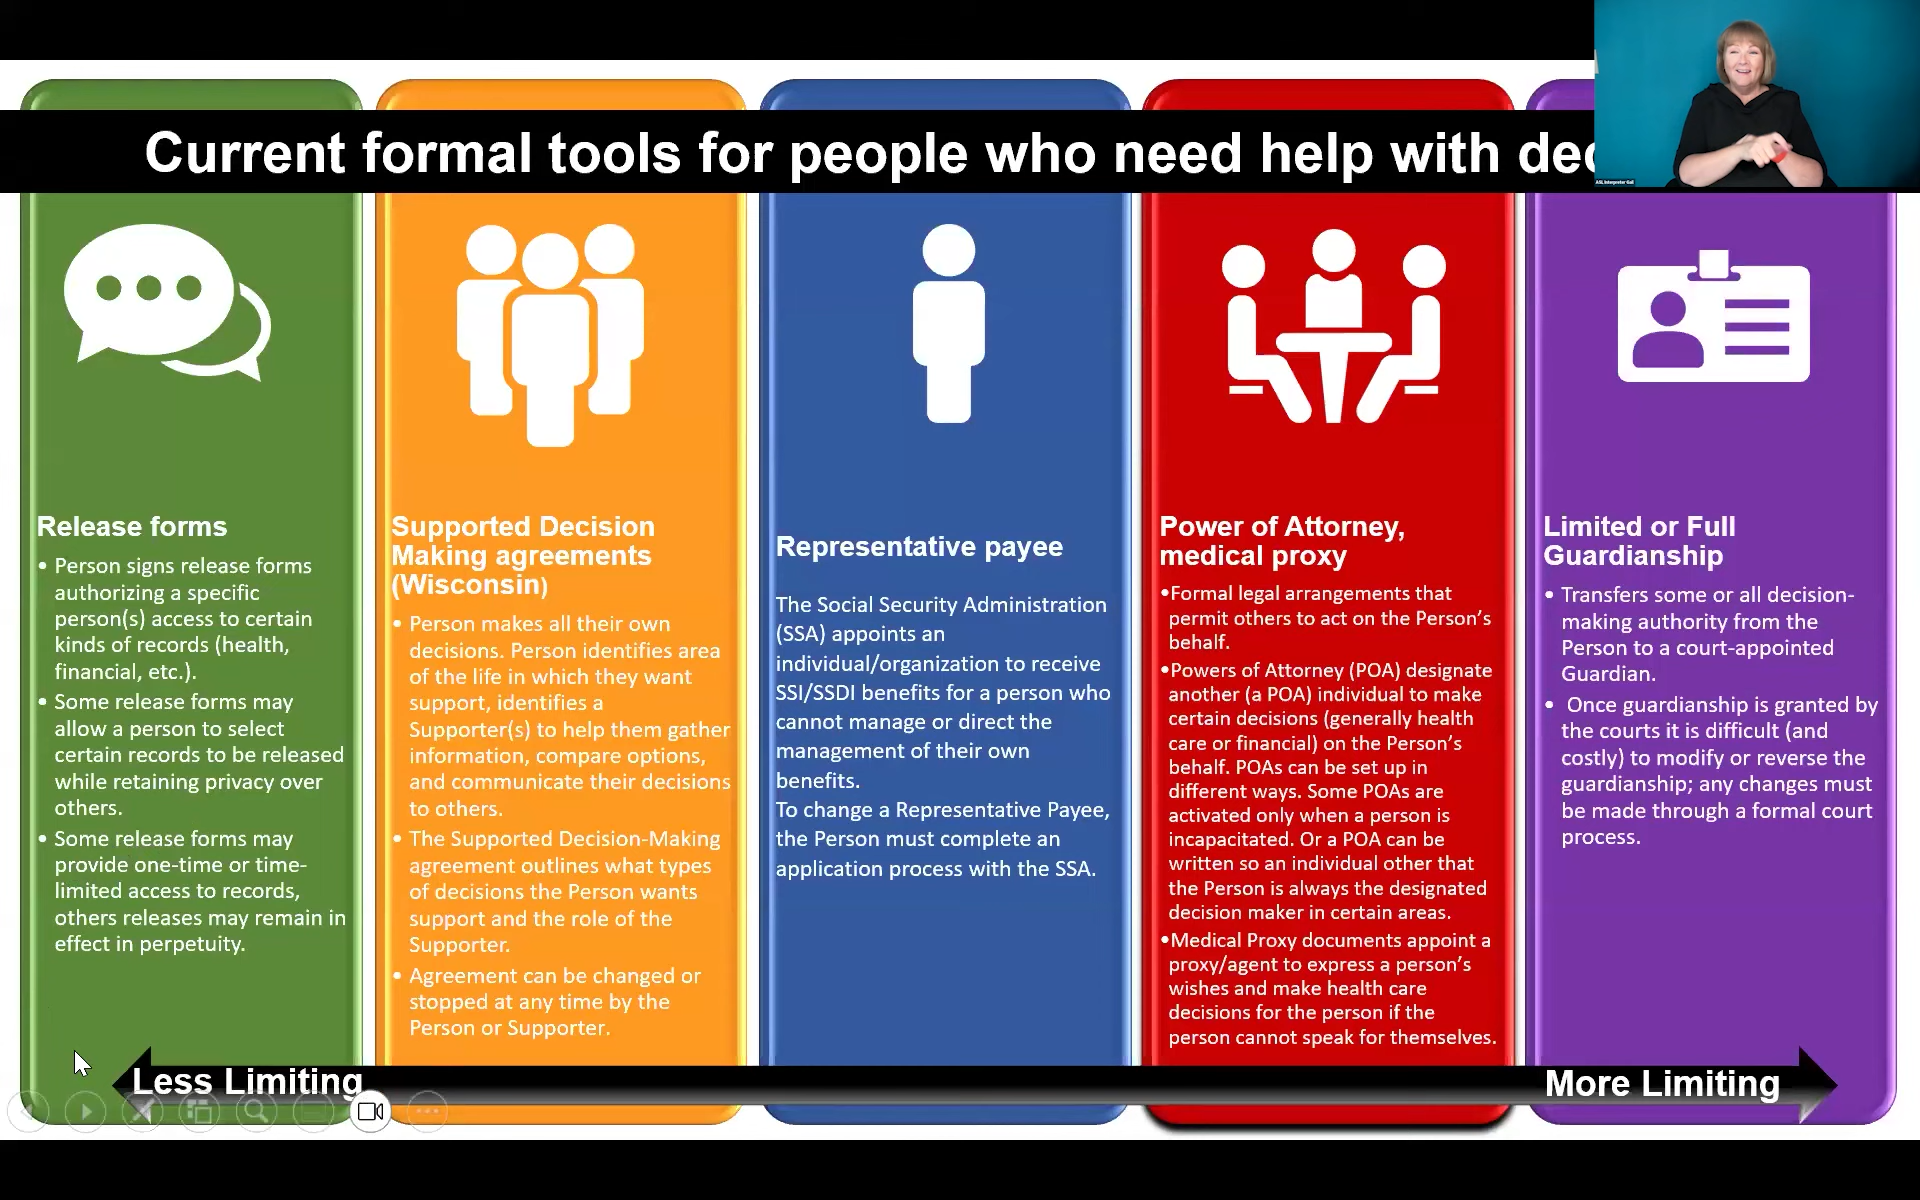 Current formal tools for people who need help with dec
ASL Interpreter Gail
Release forms
• Person signs release forms
authorizing a specific
person(s) access to certain
kinds of records (health,
financial, etc.).
• Some release forms may
allow a person to select
certain records to be released
while retaining privacy over
others.
• Some release forms may
provide one-time or time-
limited access to records,
others releases may remain in
effect in perpetuity.
Supported Decision
Making agreements
(Wisconsin)
• Person makes all their own
decisions. Person identifies area
of the life in which they want
support, identifies a
Supporter(s) to help them gather
information, compare options,
and communicate their decisions
to others.
• The Supported Decision-Making
agreement outlines what types
of decisions the Person wants
support and the role of the
Supporter.
• Agreement can be changed or
stopped at any time by the
Person or Supporter.
Representative payee
The Social Security Administration
(SSA) appoints an
individual/organization to receive
SSI/SSDI benefits for a person who
cannot manage or direct the
management of their own
benefits.
To change a Representative Payee,
the Person must complete an
application process with the SSA.
Power of Attorney,
medical proxy
•Formal legal arrangements that
permit others to act on the Person's
behalf.
•Powers of Attorney (POA) designate
another (a POA) individual to make
certain decisions (generally health
care or financial) on the Person's
behalf. POAs can be set up in
different ways. Some POAs are
activated only when a person is
incapacitated. Or a POA can be
written so an individual other that
the Person is always the designated
decision maker in certain areas.
•Medical Proxy documents appoint a
proxy/agent to express a person's
wishes and make health care
decisions for the person if the
person cannot speak for themselves.
Limited or Full
Guardianship
• Transfers some or all decision-
making authority from the
Person to a court-appointed
Guardian.
• Once guardianship is granted by
the courts it is difficult (and
costly) to modify or reverse the
guardianship; any changes must
be made through a formal court
process.
Less Limiting
More Limiting